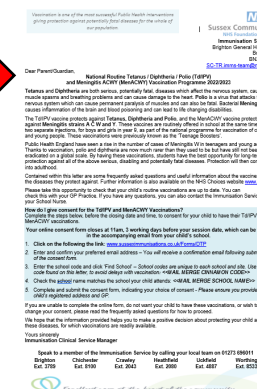 Vaccination is one of the most successful Public Health Interventions
giving protection against potentially fatal diseases for the whole of
our population
Sussex Commu
NHS Foundatio
Immunisation S
Brighton General H
B
BN
SC-TR.imms-team@r
Dear Parent/Guardian,
National Routine Tetanus / Diphtheria / Polio (Td/IPV)
and Meningitis ACWY (MenACWY) Vaccination Programme 2022/2023
Tetanus and Diphtheria are both serious, potentially fatal, diseases which affect the nervous system, ca
muscle spasms and breathing problems and can cause damage to the heart. Polio is a virus that attacks
nervous system which can cause permanent paralysis of muscles and can also be fatal. Bacterial Mening
causes inflammation of the brain and blood poisoning and can lead to life changing disabilities.
The Td/IPV vaccine protects against Tetanus, Diphtheria and Polio, and the MenACWY vaccine protect
against Meningitis strains A C W and Y. These vaccines are routinely offered in school at the same time
two separate injections, for boys and girls in year 9, as part of the national programme for vaccination of c
and young people. These vaccinations were previously known as the 'Teenage Boosters'.
Public Health England have seen a rise in the number of cases of Meningitis W in teenagers and young a
Thanks to vaccination, polio and diphtheria are now much rarer than they used to be but have still not bee
eradicated on a global scale. By having these vaccinations, students have the best opportunity for long-te
protection against all of the above serious, disabling and potentially fatal diseases. Protection will then co
into adulthood.
Contained within this letter are some frequently asked questions and useful information about the vaccine
the diseases they protect against. Further information is also available on the NHS Choices website www.
Please take this opportunity to check that your child's routine vaccinations are up to date. You can
check this with your GP Practice. If you have any questions, you can also contact the Immunisation Servi
your School Nurse.
How do I give consent for the Td/IPV and MenACWY vaccinations?
Complete the steps below, before the closing date and time, to consent for your child to have their Td/IPV
MenACWY vaccinations.
Your online consent form closes at 11am, 3 working days before your session date, which can be
in the accompanying email from your child's school.
1. Click on the following link: www.susseximmunisations.co.uk/Forms/DTP
2. Enter and confirm your preferred email address – You will receive a confirmation email following submission
of the consent form
3. Enter the school code and click 'Find School' – School codes are unique to each school and site. Use
code found on this letter, to avoid delays with vaccination. <<MAIL MERGE CINNAMON CODE>>
4. Check the school name matches the school your child attends: <<MAIL MERGE SCHOOL NAME>>
5. Complete and submit the consent form, indicating your choice of consent - Please ensure you provide
child's registered address and GP.
If you are unable to complete the form, do not want your child to have these vaccinations, or wish t
change your consent, please read the frequently asked questions for how to proceed.
We hope that the information provided helps you to make a positive decision about protecting your child a
these diseases, for which vaccinations are readily available.
Yours sincerely
Immunisation Clinical Service Manager
Speak to a member of the Immunisation Service by calling your local team on 01273 696011
Brighton Chichester Crawley Heathfield Uckfield Worthing
Ext. 3789 Ext. 8100 Ext. 2043 Ext. 2080 Ext. 4087 Ext. 8533